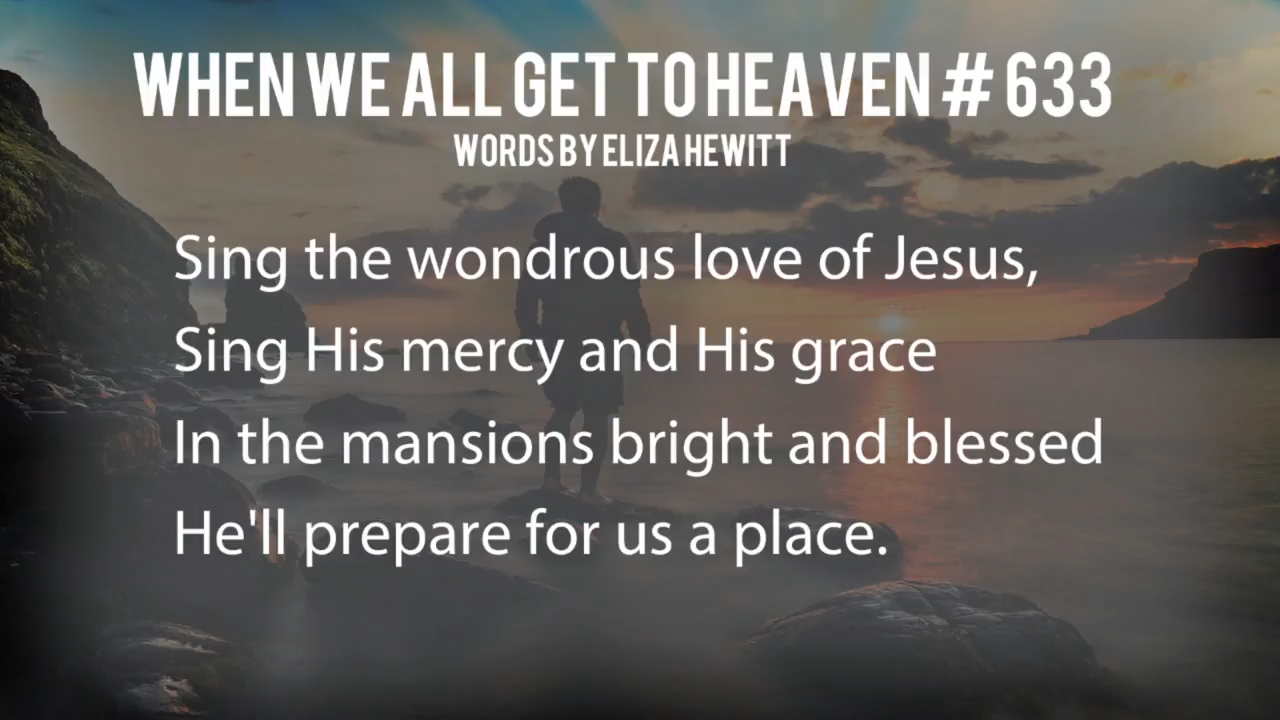 WHEN WE ALL GET TO HEAVEN # 633
WORDS BY ELIZA HEWITT
Sing the wondrous love of Jesus,
Sing His mercy and His grace
In the mansions bright and blessed
He'll prepare for us a place.